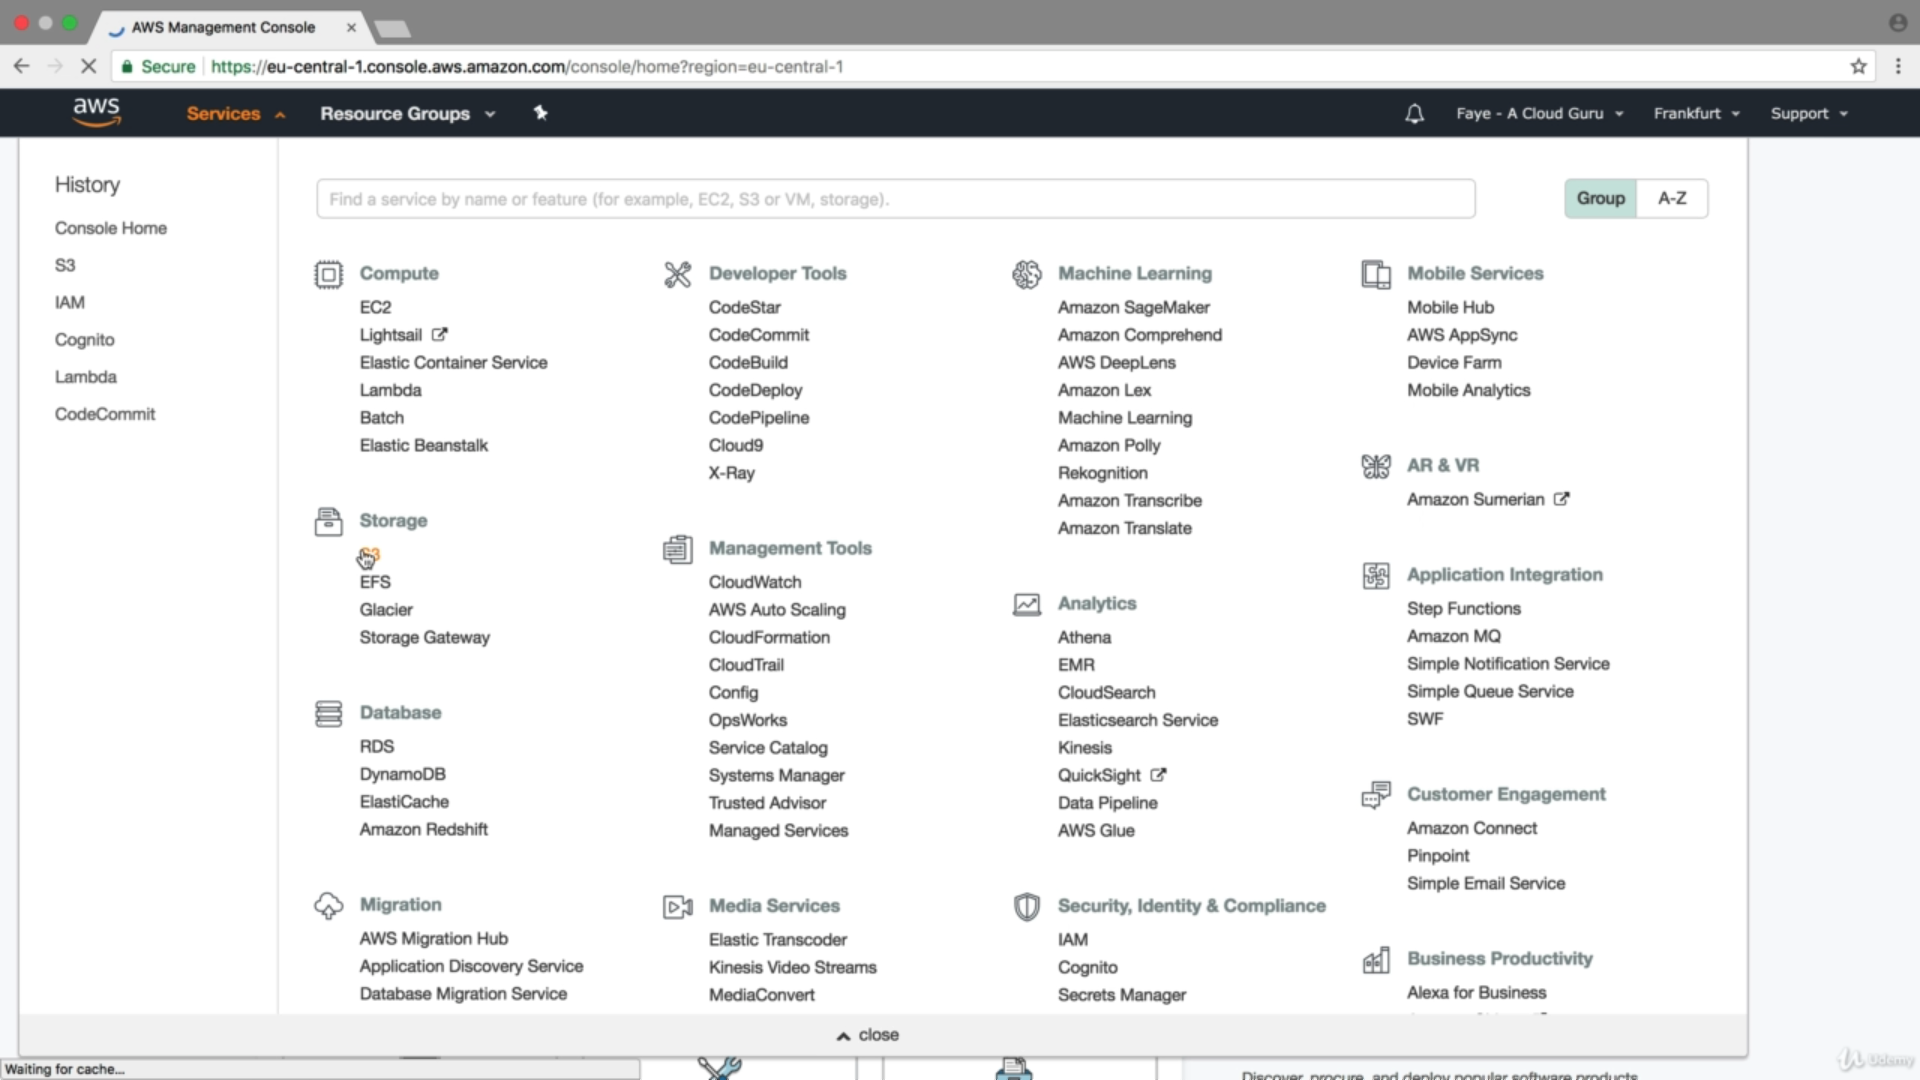 AWS Management Console
Secure https://eu-central-1.console.aws.amazon.com/console/home?region=eu-central-1
aws
Services
Resource Groups
Faye - A Cloud Guru
Frankfurt
Support
History
Console Home
S3
IAM
Cognito
Lambda
CodeCommit
Find a service by name or feature (for example, EC2, S3 or VM, storage).
Group
A-Z
Compute
EC2
Lightsail
Elastic Container Service
Lambda
Batch
Elastic Beanstalk
Storage
S3
EFS
Glacier
Storage Gateway
Database
RDS
DynamoDB
ElastiCache
Amazon Redshift
Migration
AWS Migration Hub
Application Discovery Service
Database Migration Service
Developer Tools
CodeStar
CodeCommit
CodeBuild
CodeDeploy
CodePipeline
Cloud9
X-Ray
Management Tools
CloudWatch
AWS Auto Scaling
CloudFormation
CloudTrail
Config
OpsWorks
Service Catalog
Systems Manager
Trusted Advisor
Managed Services
Media Services
Elastic Transcoder
Kinesis Video Streams
MediaConvert
Machine Learning
Amazon SageMaker
Amazon Comprehend
AWS DeepLens
Amazon Lex
Machine Learning
Amazon Polly
Rekognition
Amazon Transcribe
Amazon Translate
Analytics
Athena
EMR
CloudSearch
Elasticsearch Service
Kinesis
QuickSight
Data Pipeline
AWS Glue
Security, Identity & Compliance
IAM
Cognito
Secrets Manager
Mobile Services
Mobile Hub
AWS AppSync
Device Farm
Mobile Analytics
AR & VR
Amazon Sumerian
Application Integration
Step Functions
Amazon MQ
Simple Notification Service
Simple Queue Service
SWF
Customer Engagement
Amazon Connect
Pinpoint
Simple Email Service
Business Productivity
Alexa for Business
close
Waiting for cache...
Discover, procure, and deploy popular software products
Udemy